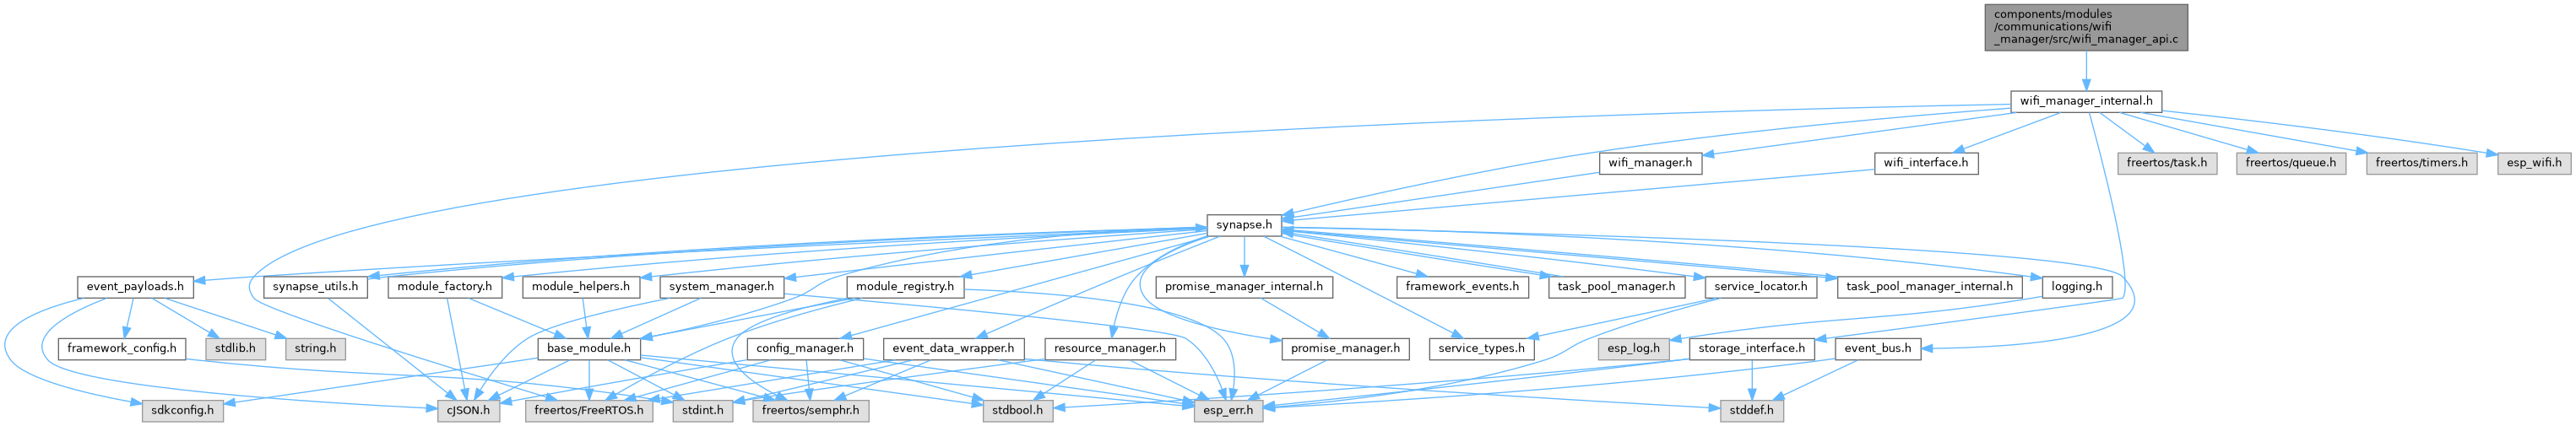 components/modules
/communications/wifi
_manager/src/wifi_manager_api.c
wifi_manager_internal.h
wifi_manager.h
wifi_interface.h
freertos/task.h
freertos/queue.h
freertos/timers.h
esp_wifi.h
synapse.h
event_payloads.h
synapse_utils.h
module_factory.h
module_helpers.h
system_manager.h
module_registry.h
promise_manager_internal.h
framework_events.h
task_pool_manager.h
service_locator.h
task_pool_manager_internal.h
logging.h
framework_config.h
stdlib.h
string.h
base_module.h
config_manager.h
event_data_wrapper.h
resource_manager.h
promise_manager.h
service_types.h
esp_log.h
storage_interface.h
event_bus.h
sdkconfig.h
cJSON.h
freertos/FreeRTOS.h
stdint.h
freertos/semphr.h
stdbool.h
esp_err.h
stddef.h